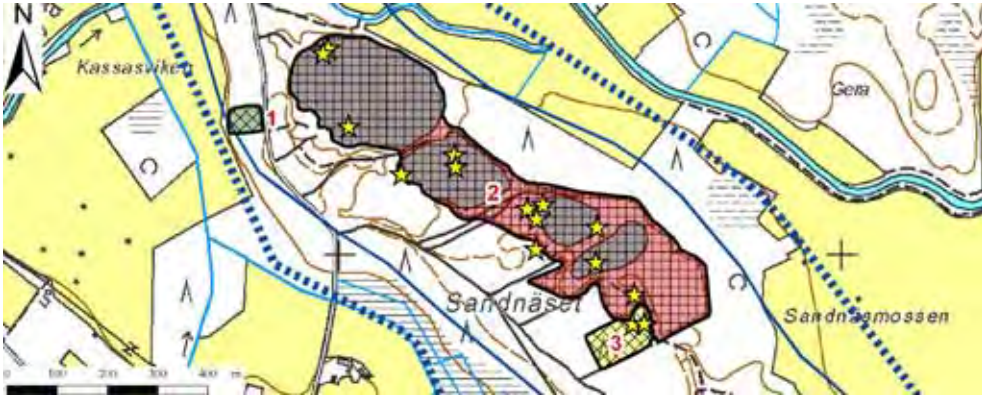 N
Kassasviken
C
1
C
Gera
2
C
Sandnäset
Sandnäsmossen
3
0 100 200 300 400 m